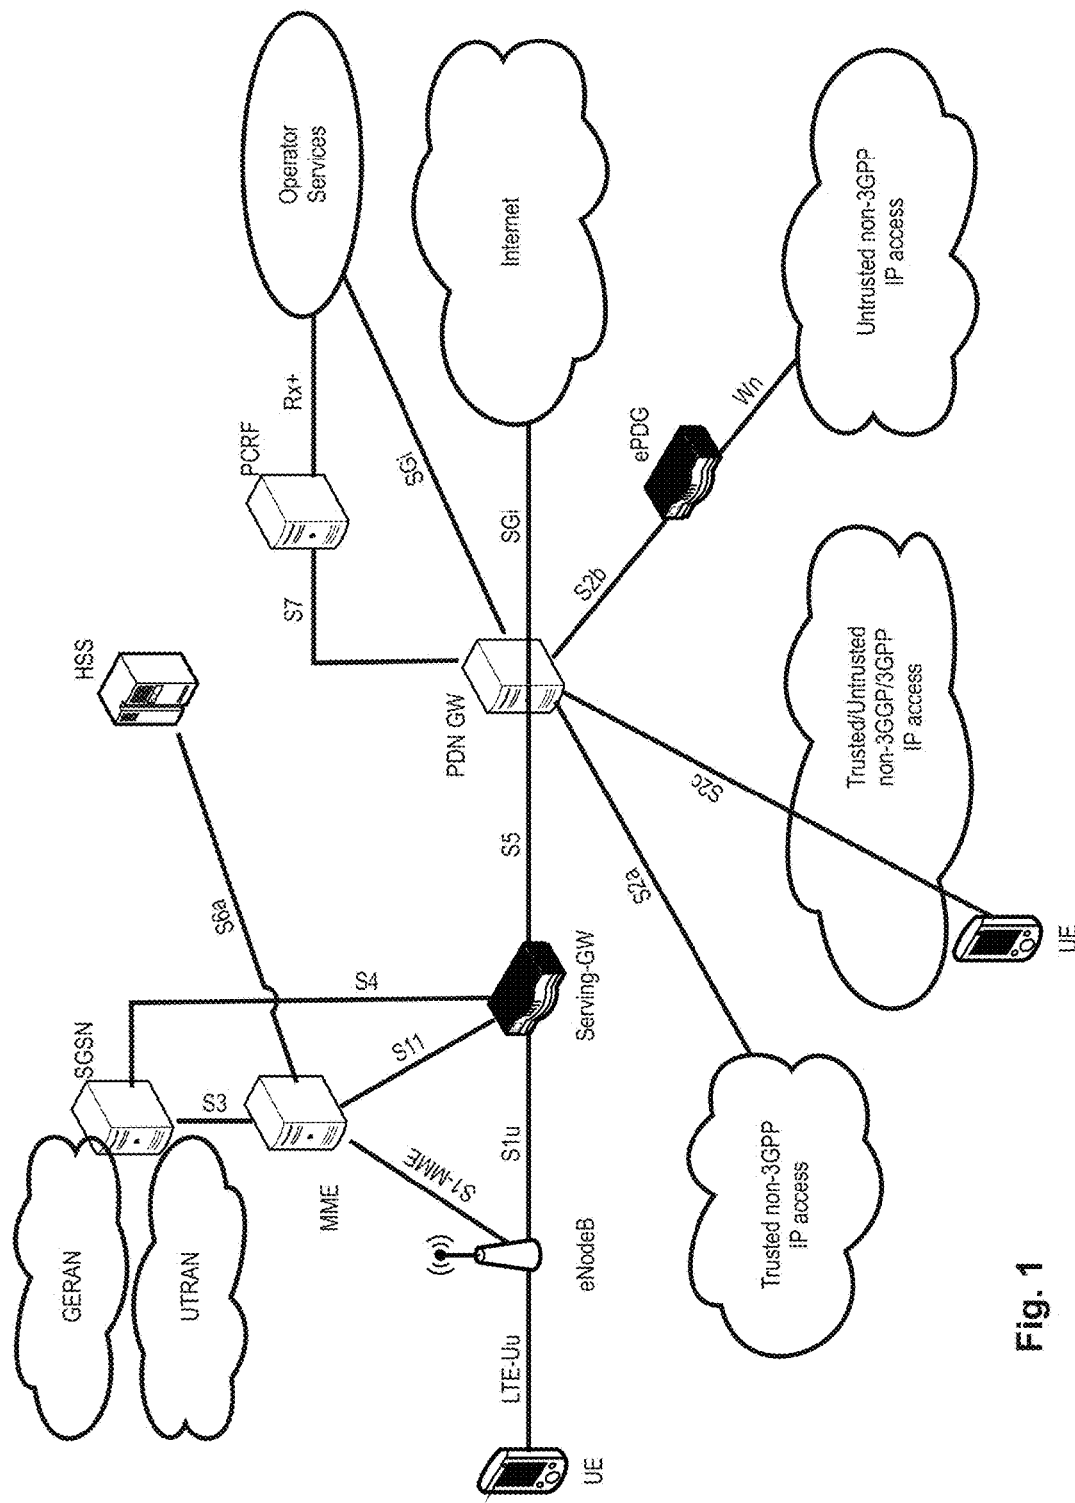 GERAN
UTRAN
SGSN
S3
MME
S1-MME
S11
S4
S6a
HSS
S7
PCRF
Rx+
Operator
Services
SGi
Internet
SGi
UE
LTE-Uu
eNodeB
S1u
Serving-GW
S5
PDN GW
S2a
S2c
S2b
ePDG
Wn
Trusted non-3GPP
IP access
Trusted/Untrusted
non-3GGP/3GPP
IP access
UE
Untrusted non-3GPP
IP access
Fig. 1